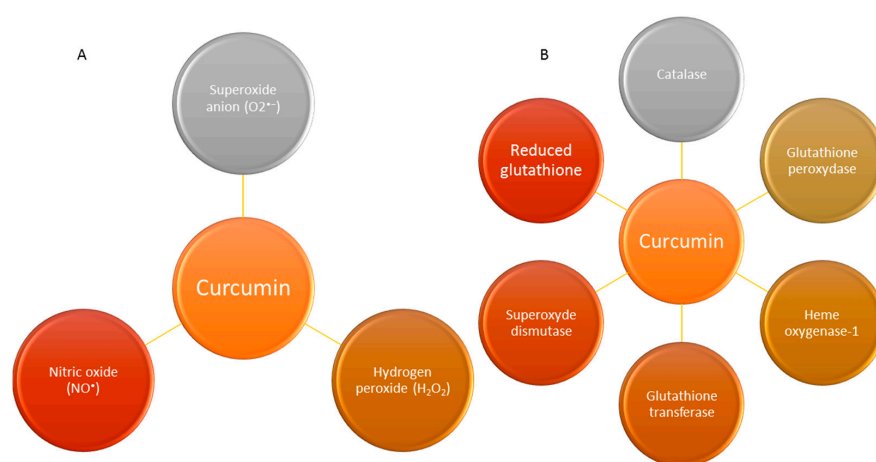 A
Superoxide
anion (O2•−)
Curcumin
Nitric oxide
(NO•)
Hydrogen
peroxide (H₂O₂)
B
Catalase
Reduced
glutathione
Glutathione
peroxydase
Curcumin
Superoxyde
dismutase
Heme
oxygenase-1
Glutathione
transferase